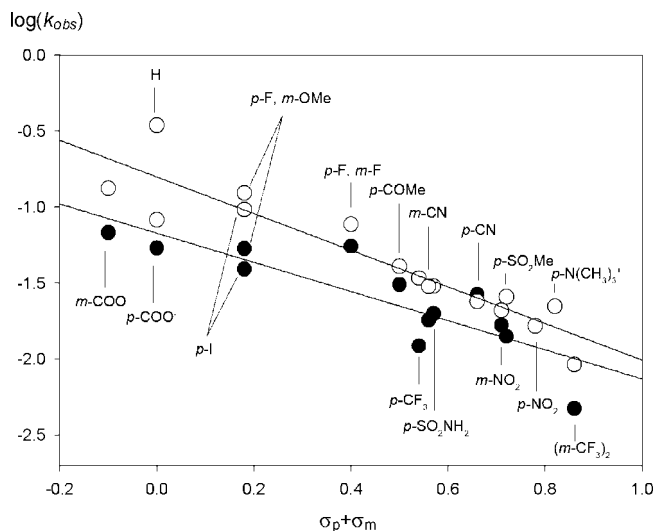 log(k_obs)
0.0
-0.5
-1.0
-1.5
-2.0
-2.5
H
p-F, m-OMe
p-F, m-F
p-COMe
m-CN
p-CN
p-SO₂Me
p-N(CH₃)₃⁺
m-COO
p-COO⁻
p-I
p-CF₃
p-SO₂NH₂
m-NO₂
p-NO₂
(m-CF₃)₂
-0.2 0.0 0.2 0.4 0.6 0.8 1.0
σp+σm